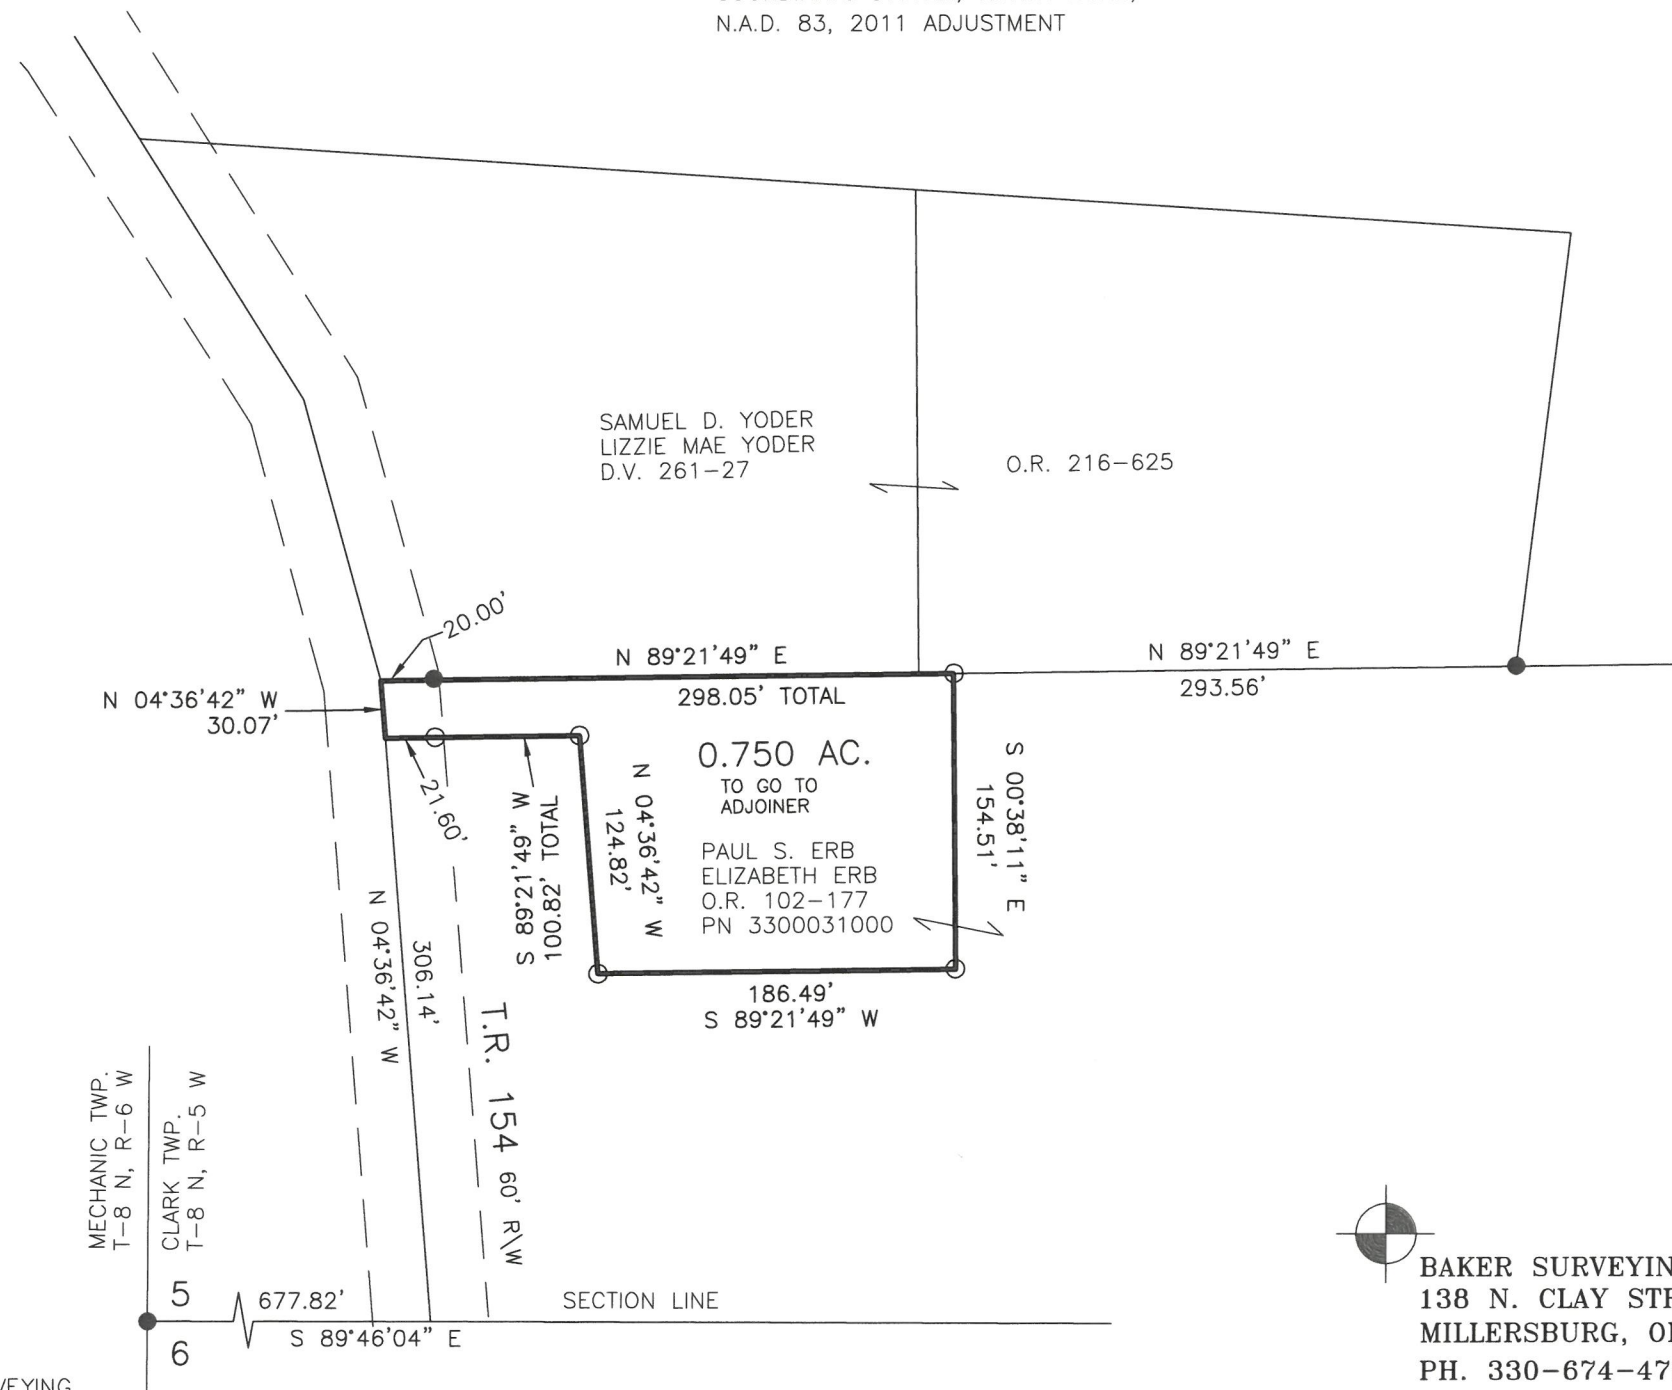 N.A.D. 83, 2011 ADJUSTMENT
SAMUEL D. YODER
LIZZIE MAE YODER
D.V. 261-27
O.R. 216-625
20.00'
N 89°21'49" E
298.05' TOTAL
N 89°21'49" E
293.56'
N 04°36'42" W
30.07'
0.750 AC.
TO GO TO
ADJOINER
PAUL S. ERB
ELIZABETH ERB
O.R. 102-177
PN 3300031000
21.60'
S 89°21'49" W
100.82' TOTAL
N 04°36'42" W
124.82'
S 00°38'11" E
154.51'
186.49'
S 89°21'49" W
N 04°36'42" W
306.14'
T.R. 154 60' R\W
MECHANIC TWP.
T-8 N, R-6 W
CLARK TWP.
T-8 N, R-5 W
5
677.82'
SECTION LINE
S 89°46'04" E
6
BAKER SURVEYIN
138 N. CLAY
MILLERSBURG,
PH. 330-674-47